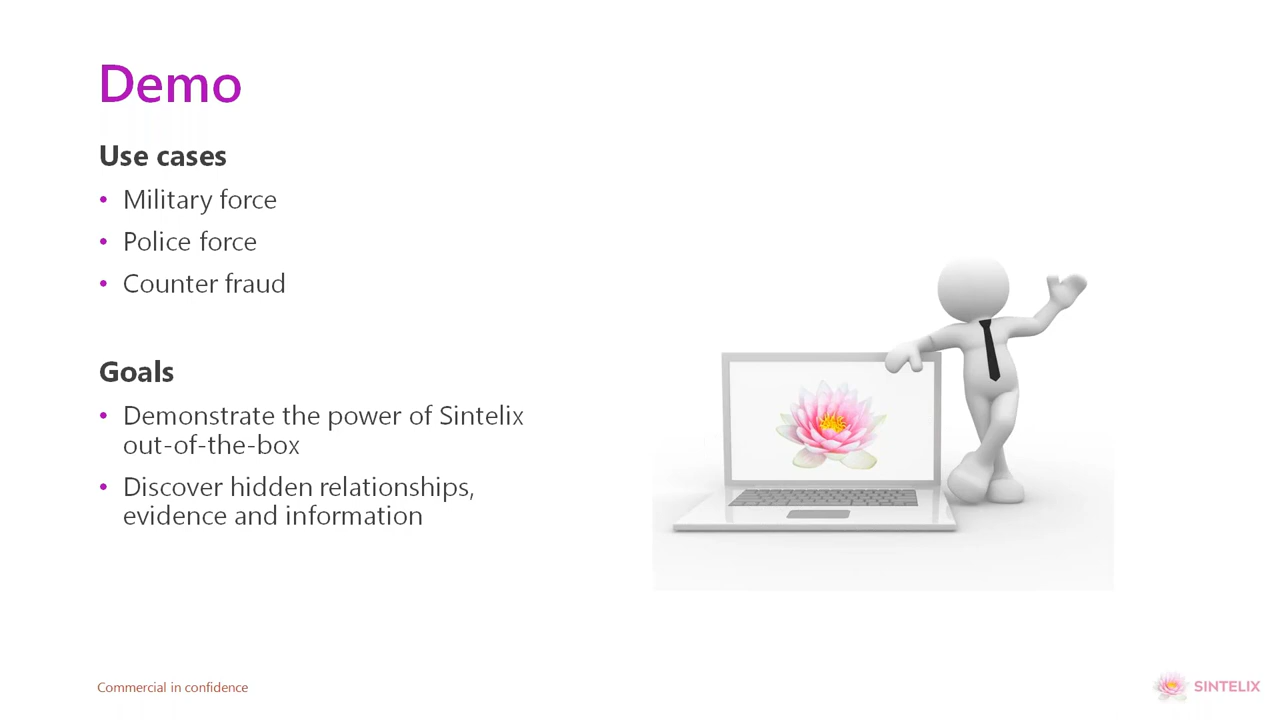 Demo
Use cases
• Military force
• Police force
• Counter fraud
Goals
• Demonstrate the power of Sintelix
out-of-the-box
• Discover hidden relationships,
evidence and information
Commercial in confidence
SINTELIX